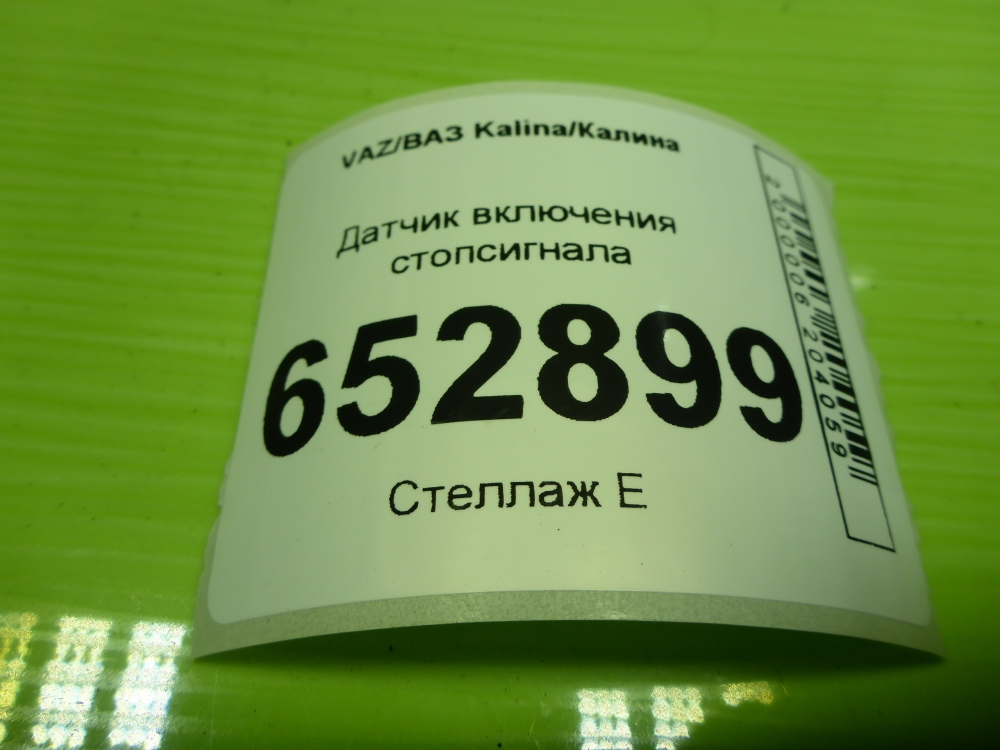 VAZ/ВАЗ Kalina/Калина
Датчик включения
стопсигнала
652899
Стеллаж Е
2000006204059